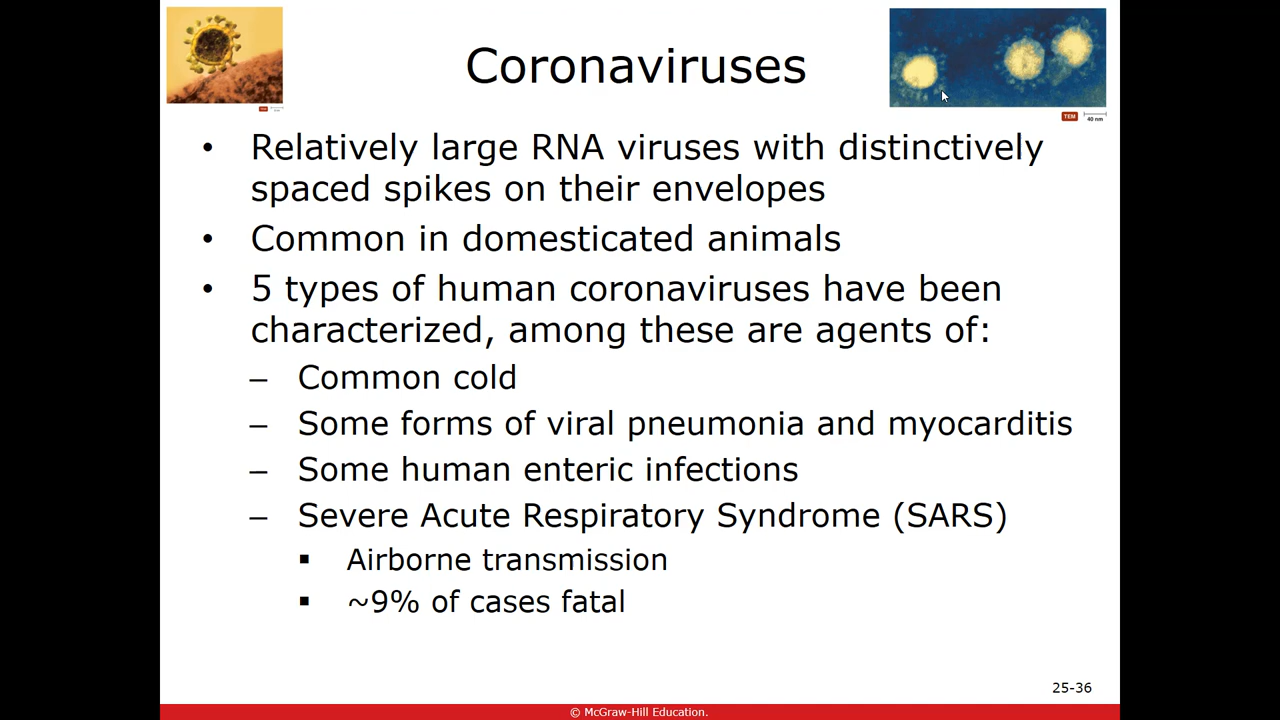 Coronaviruses
TEM
40 nm
• Relatively large RNA viruses with distinctively
spaced spikes on their envelopes
• Common in domesticated animals
• 5 types of human coronaviruses have been
characterized, among these are agents of:
– Common cold
– Some forms of viral pneumonia and myocarditis
– Some human enteric infections
– Severe Acute Respiratory Syndrome (SARS)
▪ Airborne transmission
▪ ~9% of cases fatal
25-36
© McGraw-Hill Education.